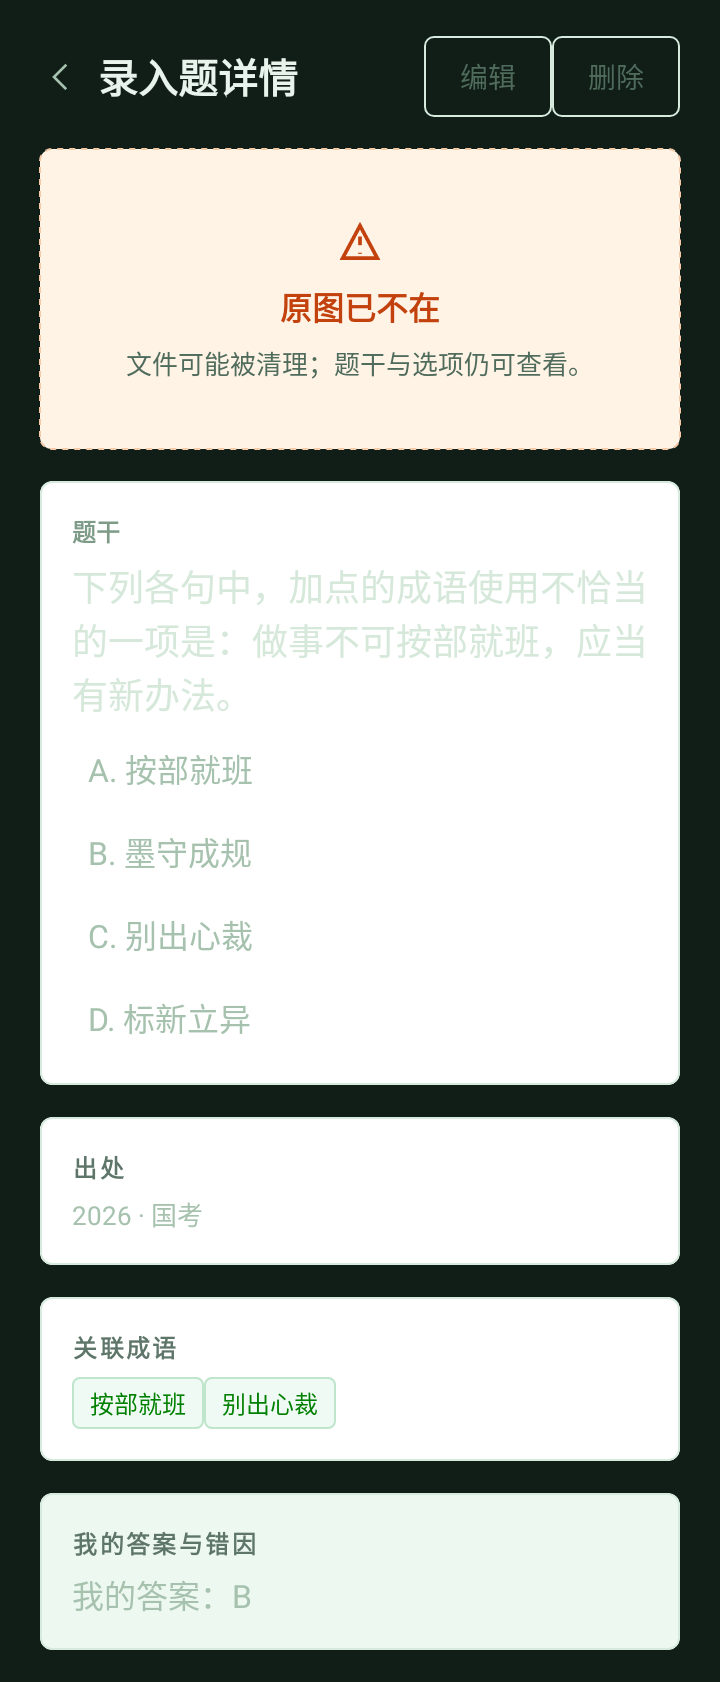 录入题详情
编辑
删除
原图已不在
文件可能被清理；题干与选项仍可查看。
题干
下列各句中，加点的成语使用不恰当
的一项是：做事不可按部就班，应当
有新办法。
A. 按部就班
B. 墨守成规
C. 别出心裁
D. 标新立异
出处
2026 · 国考
关联成语
按部就班
别出心裁
我的答案与错因
我的答案：B